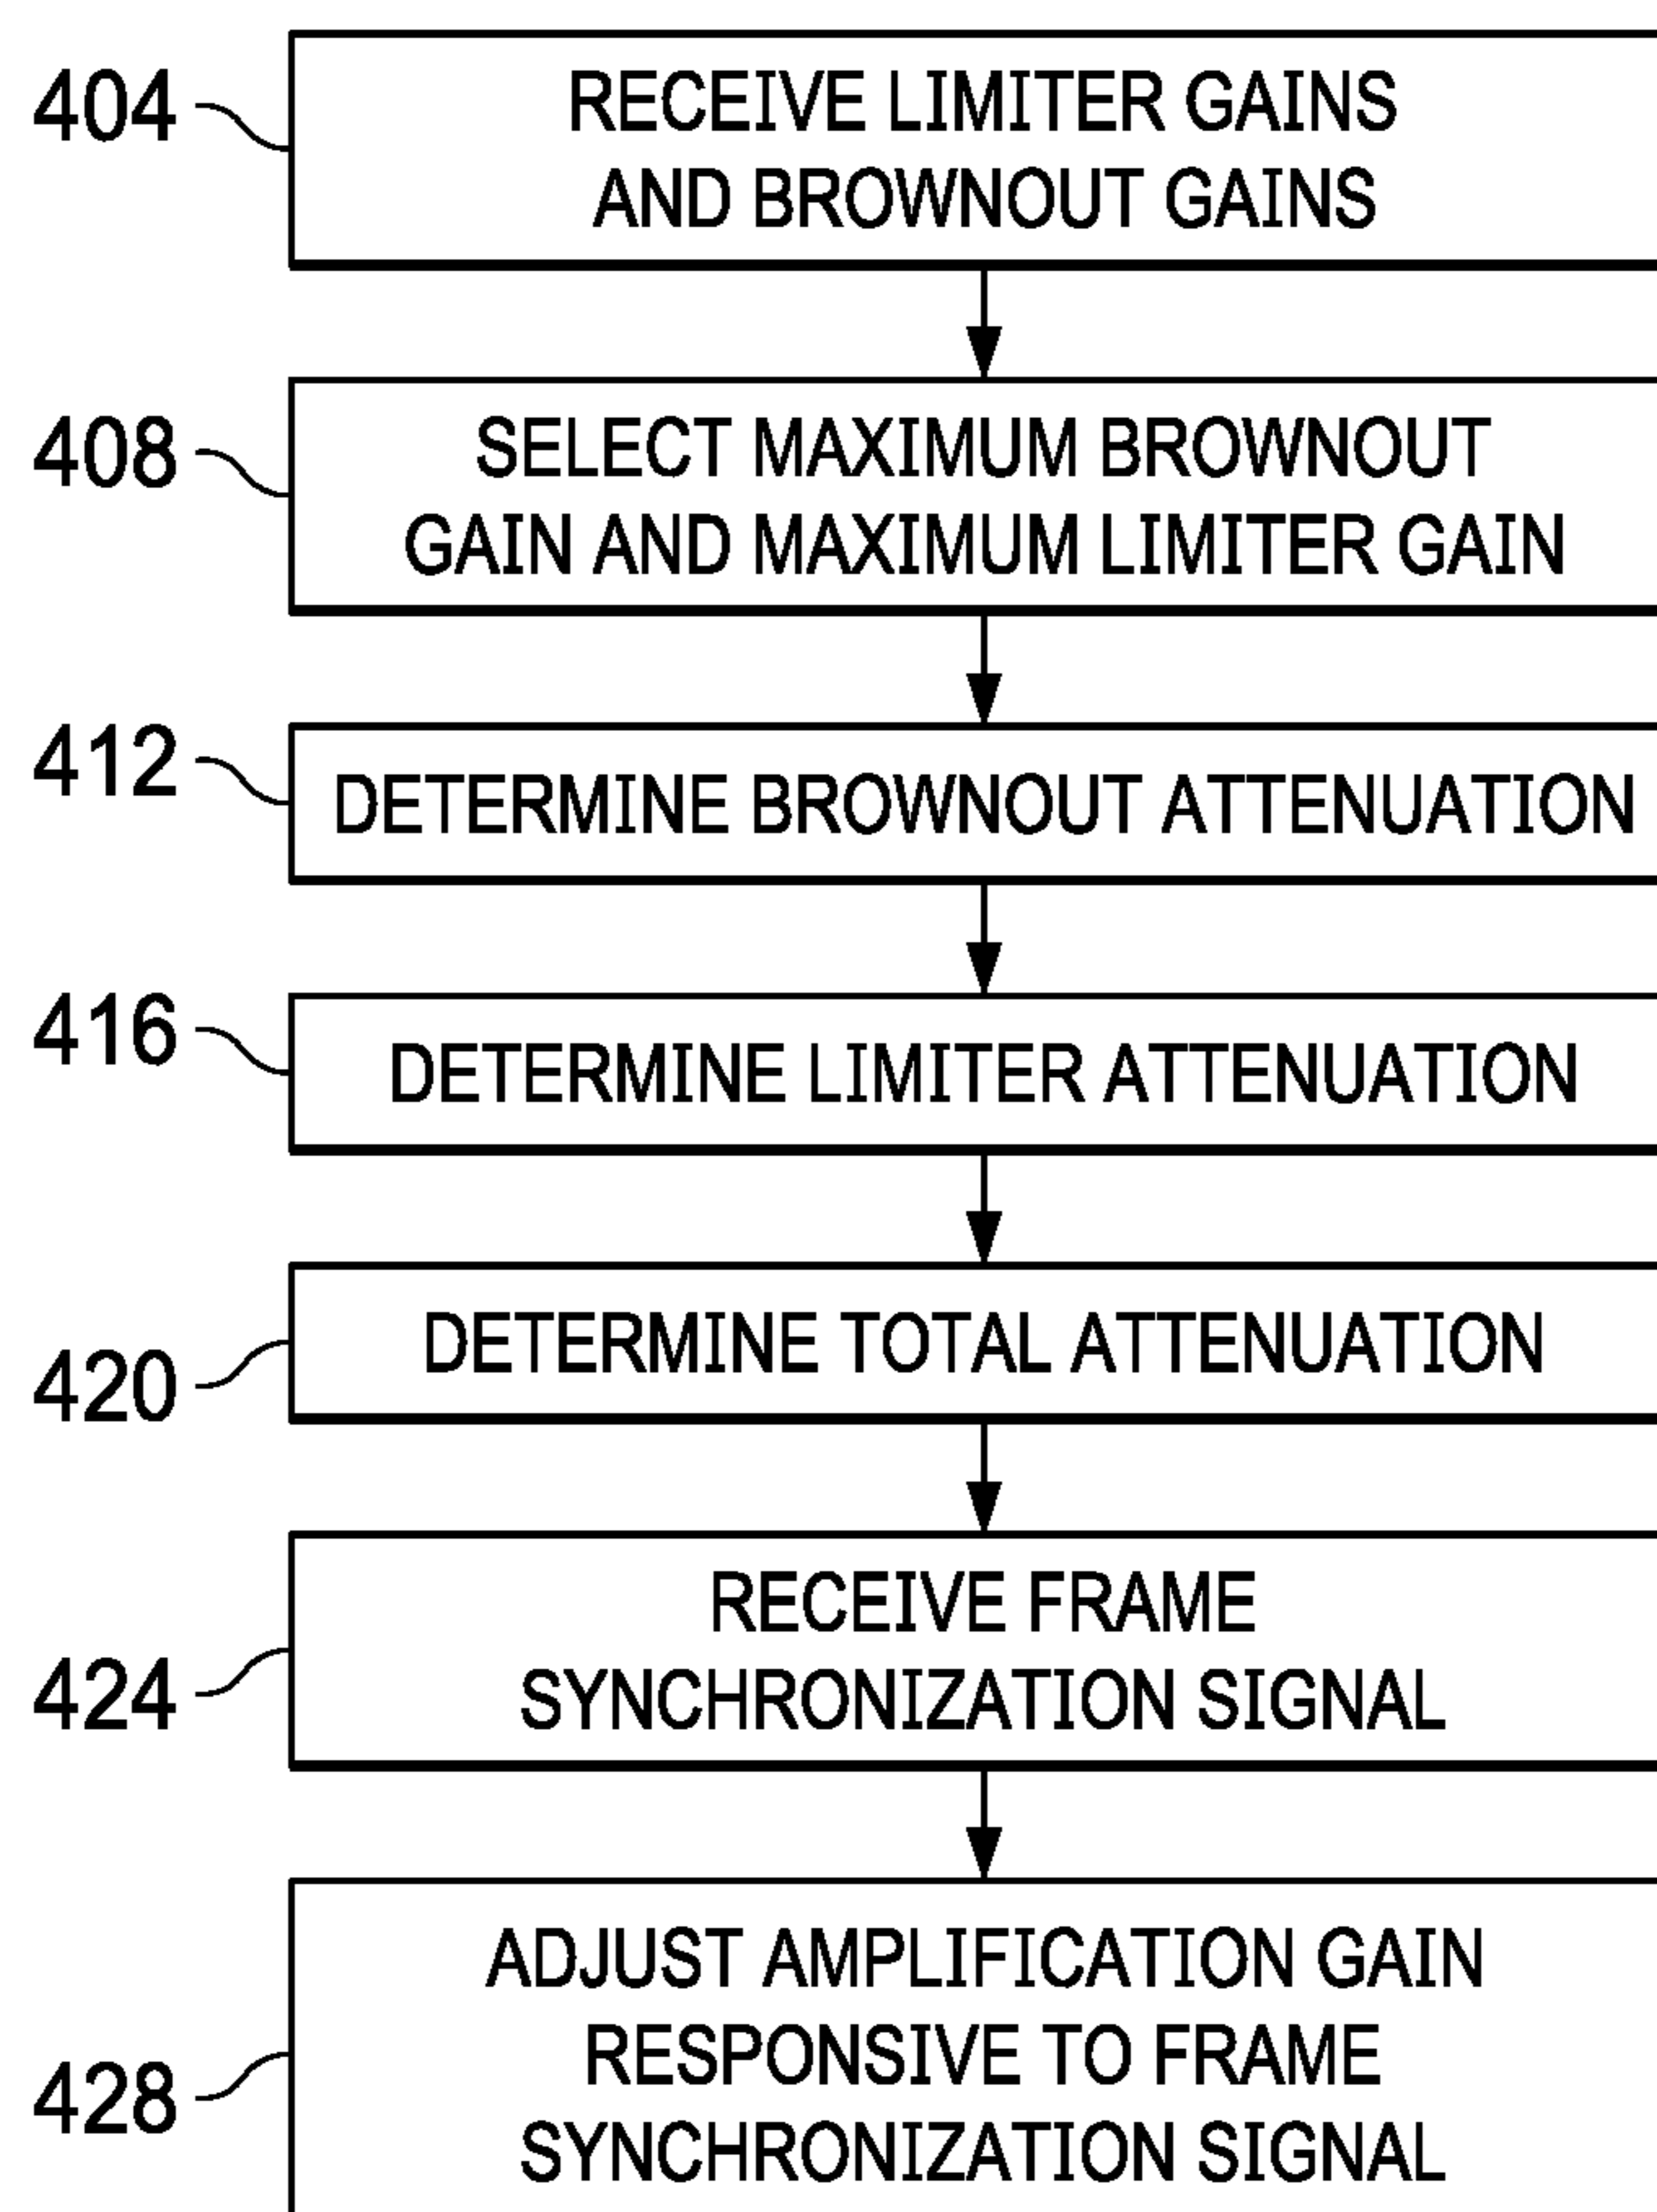 404
RECEIVE LIMITER GAINS
AND BROWNOUT GAINS
408
SELECT MAXIMUM BROWNOUT
GAIN AND MAXIMUM LIMITER GAIN
412
DETERMINE BROWNOUT ATTENUATION
416
DETERMINE LIMITER ATTENUATION
420
DETERMINE TOTAL ATTENUATION
424
RECEIVE FRAME
SYNCHRONIZATION SIGNAL
428
ADJUST AMPLIFICATION GAIN
RESPONSIVE TO FRAME
SYNCHRONIZATION SIGNAL